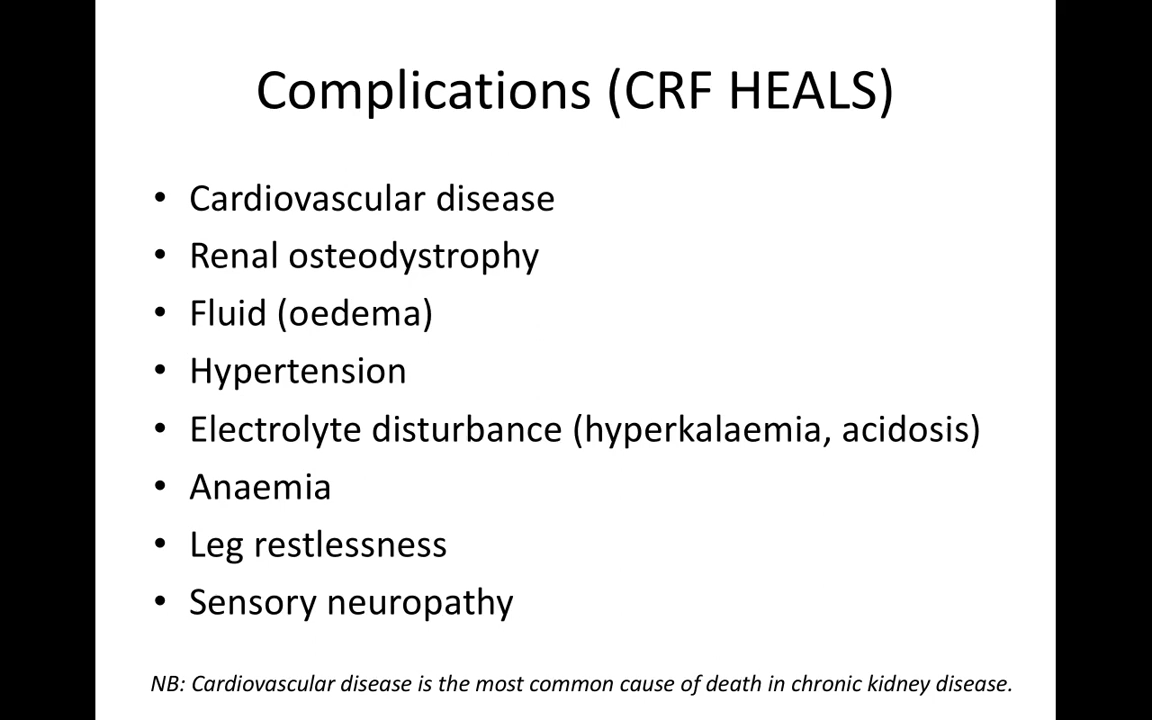 Complications (CRF HEALS)
• Cardiovascular disease
• Renal osteodystrophy
• Fluid (oedema)
• Hypertension
• Electrolyte disturbance (hyperkalaemia, acidosis)
• Anaemia
• Leg restlessness
• Sensory neuropathy
NB: Cardiovascular disease is the most common cause of death in chronic kidney disease.